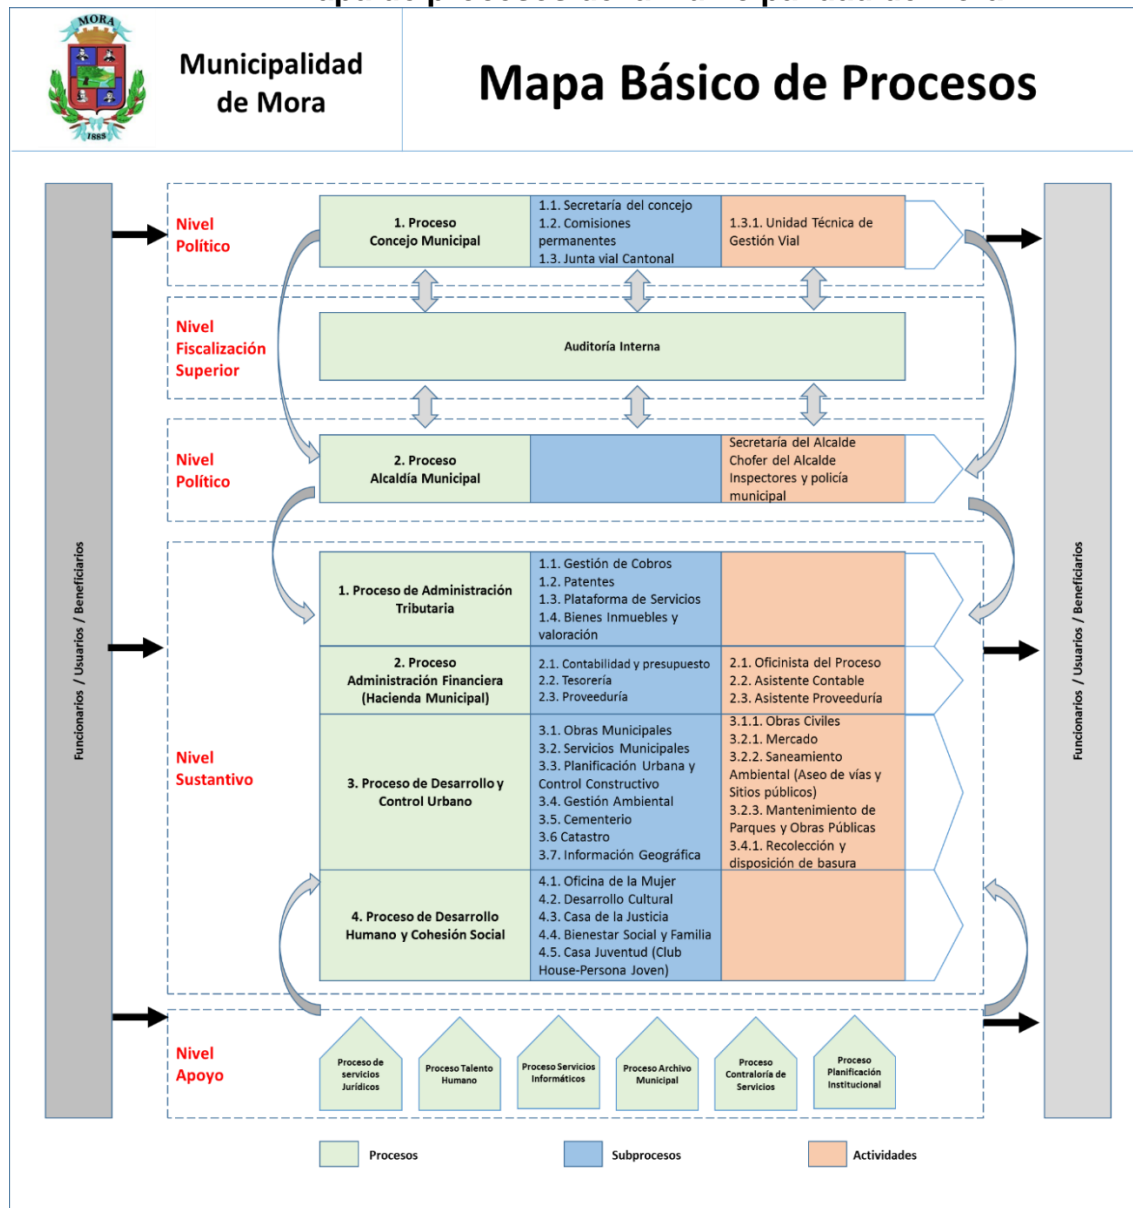 MORA
1885
Municipalidad
de Mora
Mapa Básico de Procesos
Funcionarios / Usuarios / Beneficiarios
Nivel
Político
1. Proceso
Concejo Municipal
1.1. Secretaría del concejo
1.2. Comisiones
permanentes
1.3. Junta vial Cantonal
1.3.1. Unidad Técnica de
Gestión Vial
Nivel
Fiscalización
Superior
Auditoría Interna
Nivel
Político
2. Proceso
Alcaldía Municipal
Secretaría del Alcalde
Chofer del Alcalde
Inspectores y policía
municipal
Nivel
Sustantivo
1. Proceso de Administración
Tributaria
1.1. Gestión de Cobros
1.2. Patentes
1.3. Plataforma de Servicios
1.4. Bienes Inmuebles y
valoración
2. Proceso
Administración Financiera
(Hacienda Municipal)
2.1. Contabilidad y presupuesto
2.2. Tesorería
2.3. Proveeduría
2.1. Oficinista del Proceso
2.2. Asistente Contable
2.3. Asistente Proveeduría
3. Proceso de Desarrollo y
Control Urbano
3.1. Obras Municipales
3.2. Servicios Municipales
3.3. Planificación Urbana y
Control Constructivo
3.4. Gestión Ambiental
3.5. Cementerio
3.6 Catastro
3.7. Información Geográfica
3.1.1. Obras Civiles
3.2.1. Mercado
3.2.2. Saneamiento
Ambiental (Aseo de vías y
Sitios públicos)
3.2.3. Mantenimiento de
Parques y Obras Públicas
3.4.1. Recolección y
disposición de basura
4. Proceso de Desarrollo
Humano y Cohesión Social
4.1. Oficina de la Mujer
4.2. Desarrollo Cultural
4.3. Casa de la Justicia
4.4. Bienestar Social y Familia
4.5. Casa Juventud (Club
House-Persona Joven)
Nivel
Apoyo
Proceso de
servicios
Jurídicos
Proceso Talento
Humano
Proceso Servicios
Informáticos
Proceso Archivo
Municipal
Proceso
Contraloría de
Servicios
Proceso
Planificación
Institucional
Funcionarios / Usuarios / Beneficiarios
Procesos
Subprocesos
Actividades